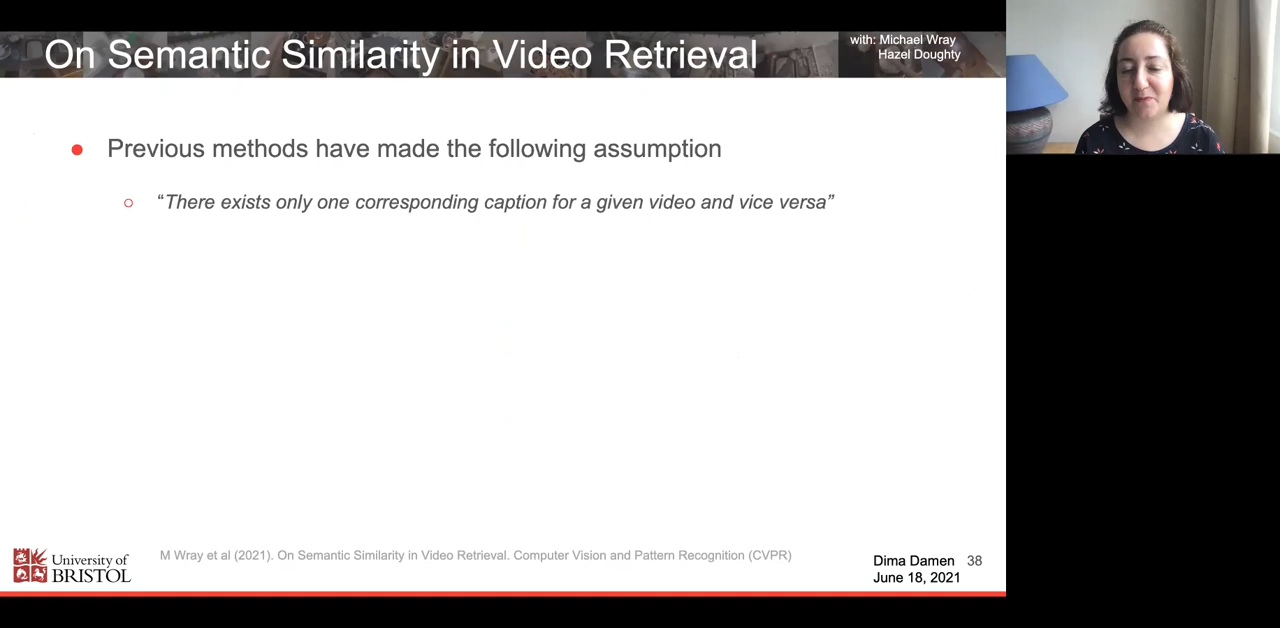 On Semantic Similarity in Video Retrieval
with: Michael Wray
Hazel Doughty
Previous methods have made the following assumption
“There exists only one corresponding caption for a given video and vice versa”
University of
BRISTOL
M Wray et al (2021). On Semantic Similarity in Video Retrieval. Computer Vision and Pattern Recognition (CVPR)
Dima Damen 38
June 18, 2021